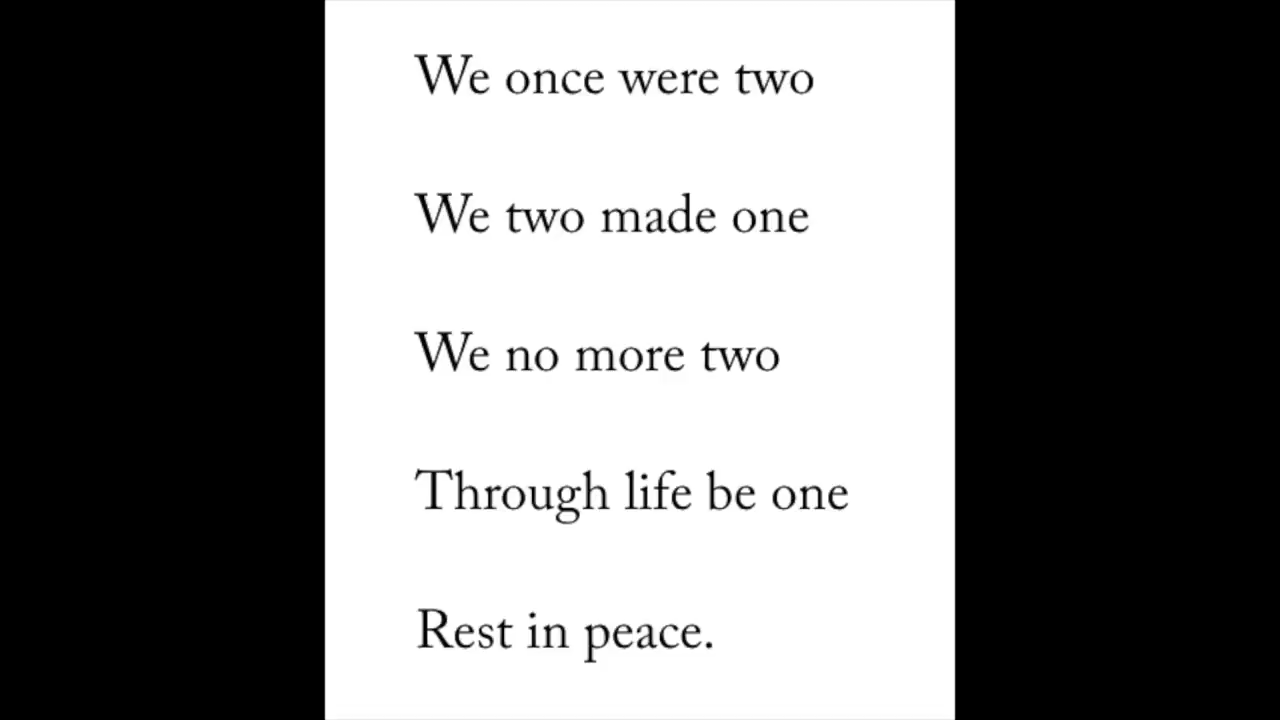 We once were two
We two made one
We no more two
Through life be one
Rest in peace.